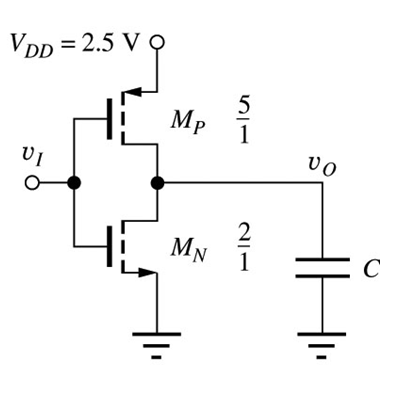 V_DD = 2.5 V
M_P 5/1
v_I
v_O
M_N 2/1
C